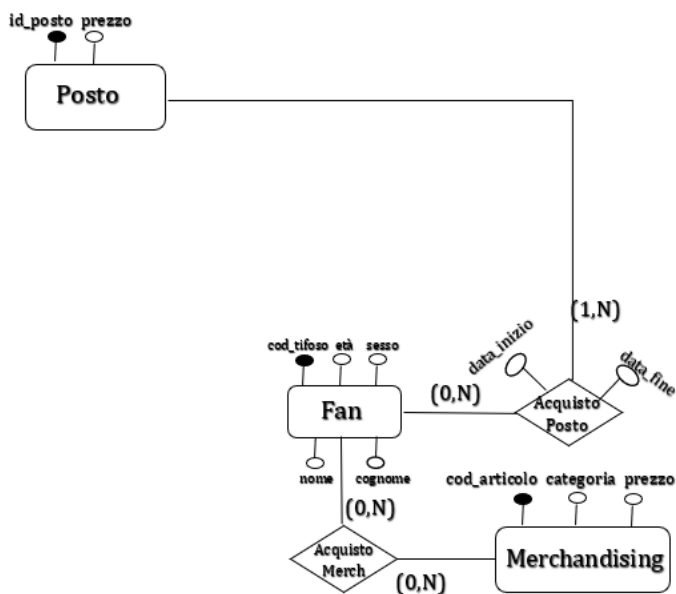 id_posto prezzo
Posto
(1,N)
data_inizio
data_fine
cod_tifoso età sesso
(0,N)
Fan
Acquisto
Posto
nome cognome
cod_articolo categoria prezzo
(0,N)
Acquisto
Merch
Merchandising
(0,N)